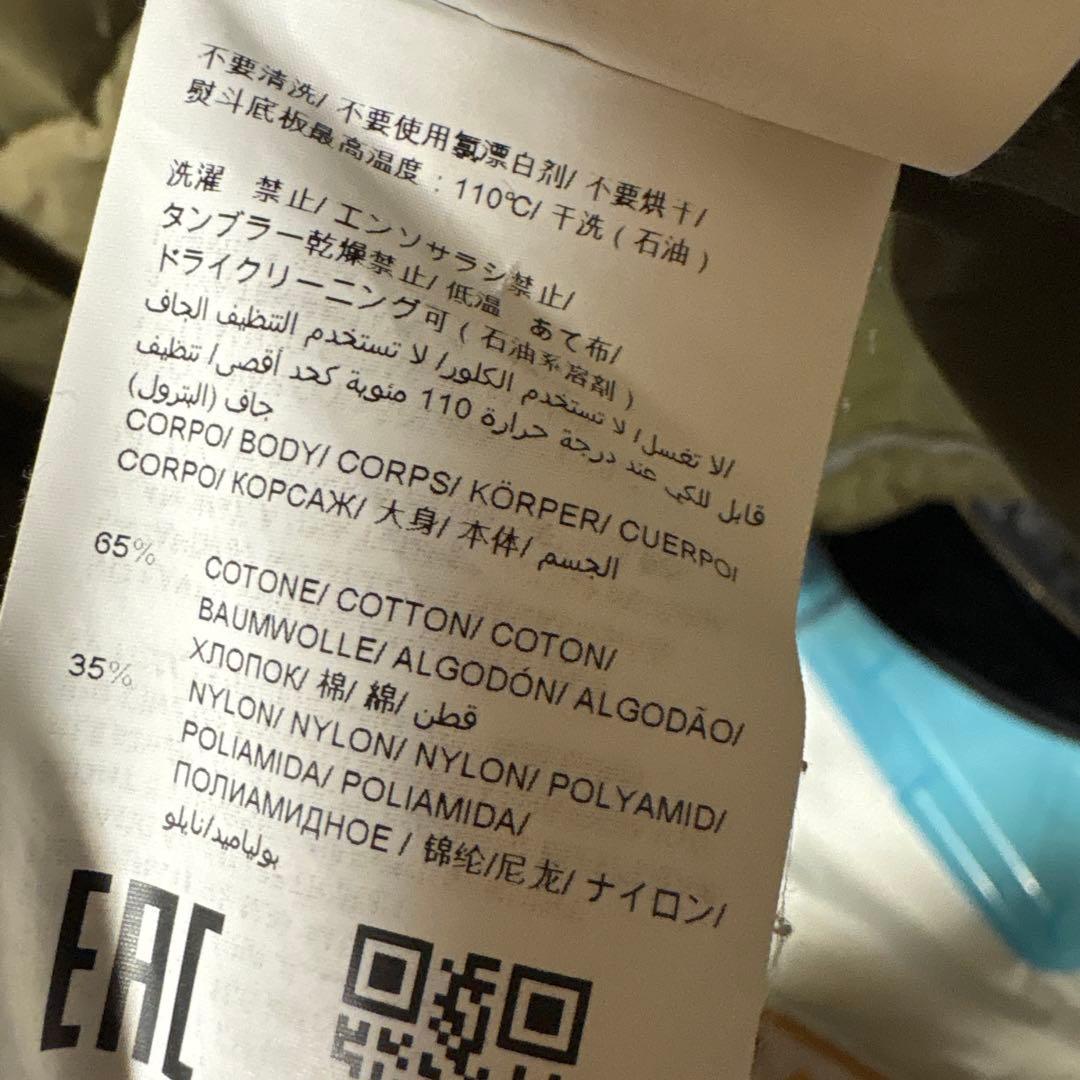 不要清洗/ 不要使用氯漂白剂/ 不要烘干/
熨斗底板最高温度：110℃/ 干洗（石油）
洗濯 禁止/ エンソサラシ禁止/
タンブラー乾燥禁止/ 低温 あて布/
ドライクリーニング可（石油系溶剤）
لا تغسل/ لا تستخدم الكلور/ لا تستخدم التنظيف الجاف/
قابل للكي عند درجة حرارة 110 مئوية كحد أقصى/ تنظيف
جاف (البترول)
CORPO/ BODY/ CORPS/ KÖRPER/ CUERPO/
CORPO/ КОРСАЖ/ 大身/ 本体/ الجسم
65% COTONE/ COTTON/ COTON/
BAUMWOLLE/ ALGODÓN/ ALGODÃO/
ХЛОПОК/ 棉/ 綿/ قطن
35% NYLON/ NYLON/ NYLON/ POLYAMID/
POLIAMIDA/ POLIAMIDA/
ПОЛИАМИДНОЕ / 锦纶/尼龙/ ナイロン/
بولياميد/نايلو
EAC